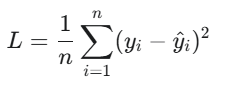 L = \frac{1}{n} \sum_{i=1}^{n} (y_i - \hat{y}_i)^2